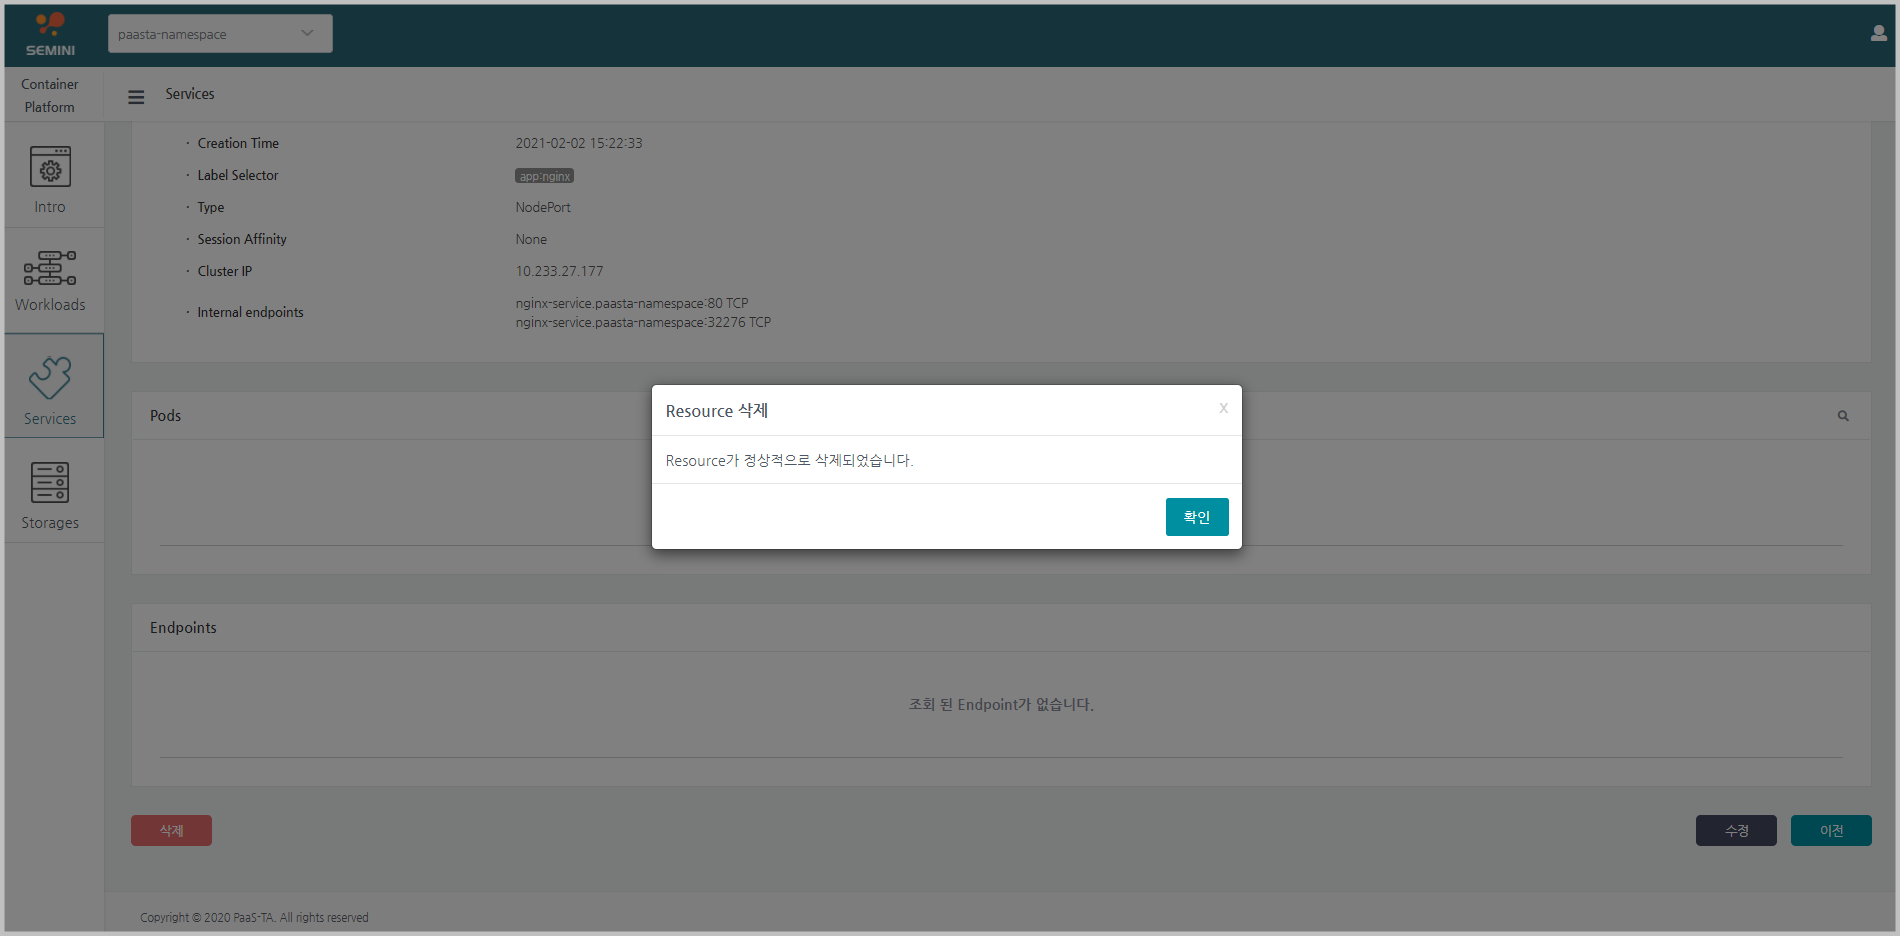 SEMINI
paasta-namespace
Container
Platform
Services
Intro
Workloads
Services
Storages
· Creation Time 2021-02-02 15:22:33
· Label Selector app:nginx
· Type NodePort
· Session Affinity None
· Cluster IP 10.233.27.177
· Internal endpoints nginx-service.paasta-namespace:80 TCP
nginx-service.paasta-namespace:32276 TCP
Pods
Resource 삭제 x
Resource가 정상적으로 삭제되었습니다.
확인
Endpoints
조회 된 Endpoint가 없습니다.
삭제 수정 이전
Copyright © 2020 PaaS-TA. All rights reserved